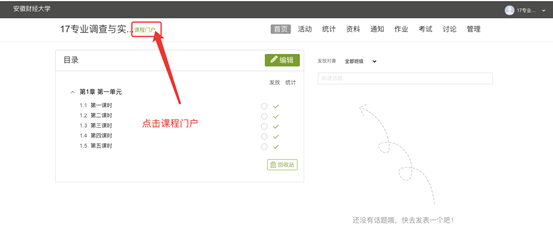 安徽财经大学
17专业...
17专业调查与实... 课程门户
首页 活动 统计 资料 通知 作业 考试 讨论 管理
目录
编辑
发放 统计
第1章 第一单元
1.1 第一课时
1.2 第二课时
1.3 第三课时
1.4 第四课时
1.5 第五课时
回收站
点击课程门户
发放对象 全部班级
还没有话题哦，快去发表一个吧！